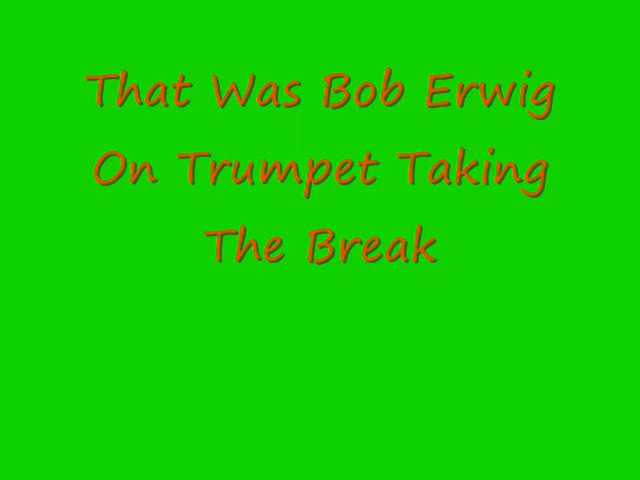 That Was Bob Erwig
On Trumpet Taking
The Break